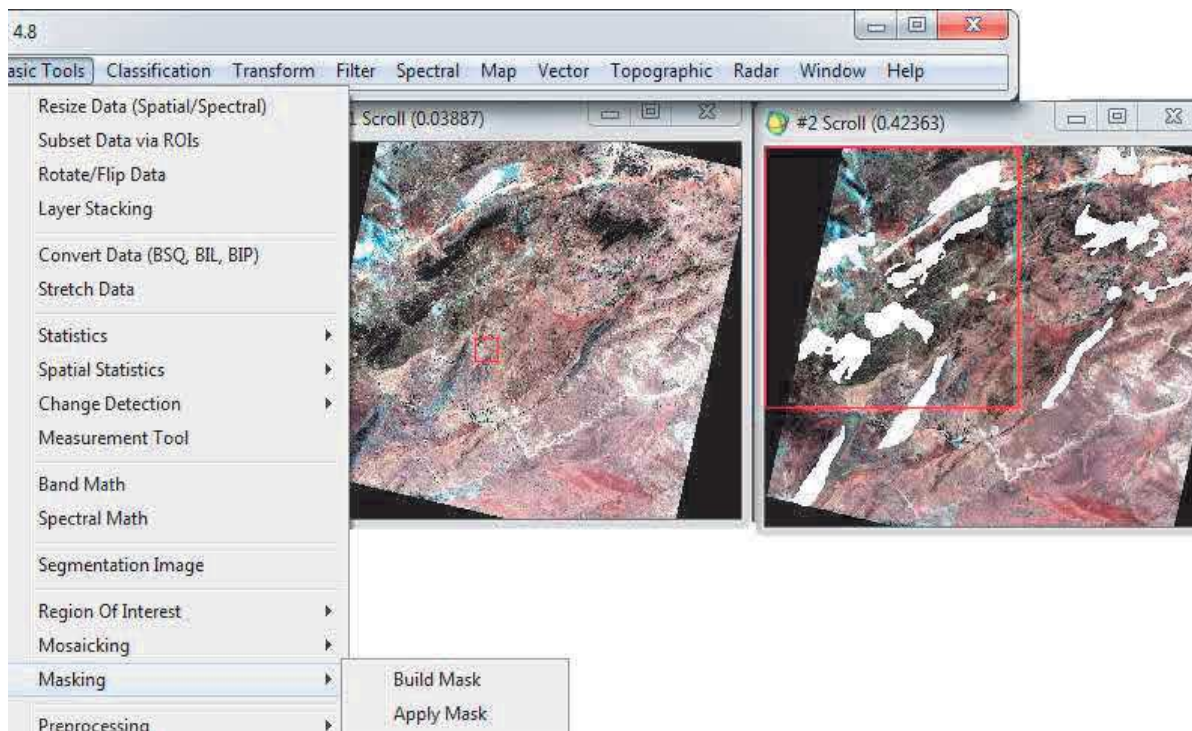 4.8
asic Tools Classification Transform Filter Spectral Map Vector Topographic Radar Window Help
Resize Data (Spatial/Spectral)
Subset Data via ROIs
Rotate/Flip Data
Layer Stacking
Convert Data (BSQ, BIL, BIP)
Stretch Data
Statistics
Spatial Statistics
Change Detection
Measurement Tool
Band Math
Spectral Math
Segmentation Image
Region Of Interest
Mosaicking
Masking
Preprocessing
Build Mask
Apply Mask
1 Scroll (0.03887)
#2 Scroll (0.42363)